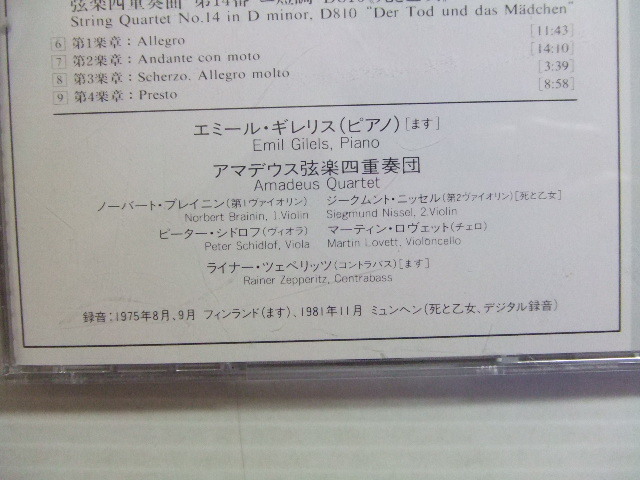 弦楽四重奏曲 第14番 ニ短調 D810《死と乙女》
String Quartet No.14 in D minor, D810 "Der Tod und das Mädchen"
6 第1楽章：Allegro [11:43]
7 第2楽章：Andante con moto [14:10]
8 第3楽章：Scherzo. Allegro molto [3:39]
9 第4楽章：Presto [8:58]
エミール・ギレリス(ピアノ)[ます]
Emil Gilels, Piano
アマデウス弦楽四重奏団
Amadeus Quartet
ノーバート・ブレイニン(第1ヴァイオリン) ジークムント・ニッセル(第2ヴァイオリン)[死と乙女]
Norbert Brainin, 1.Violin Siegmund Nissel, 2.Violin
ピーター・シドロフ(ヴィオラ) マーティン・ロヴェット(チェロ)
Peter Schidlof, Viola Martin Lovett, Violoncello
ライナー・ツェペリッツ(コントラバス)[ます]
Rainer Zepperitz, Contrabass
録音：1975年8月、9月 フィンランド(ます)、1981年11月 ミュンヘン(死と乙女、デジタル録音)